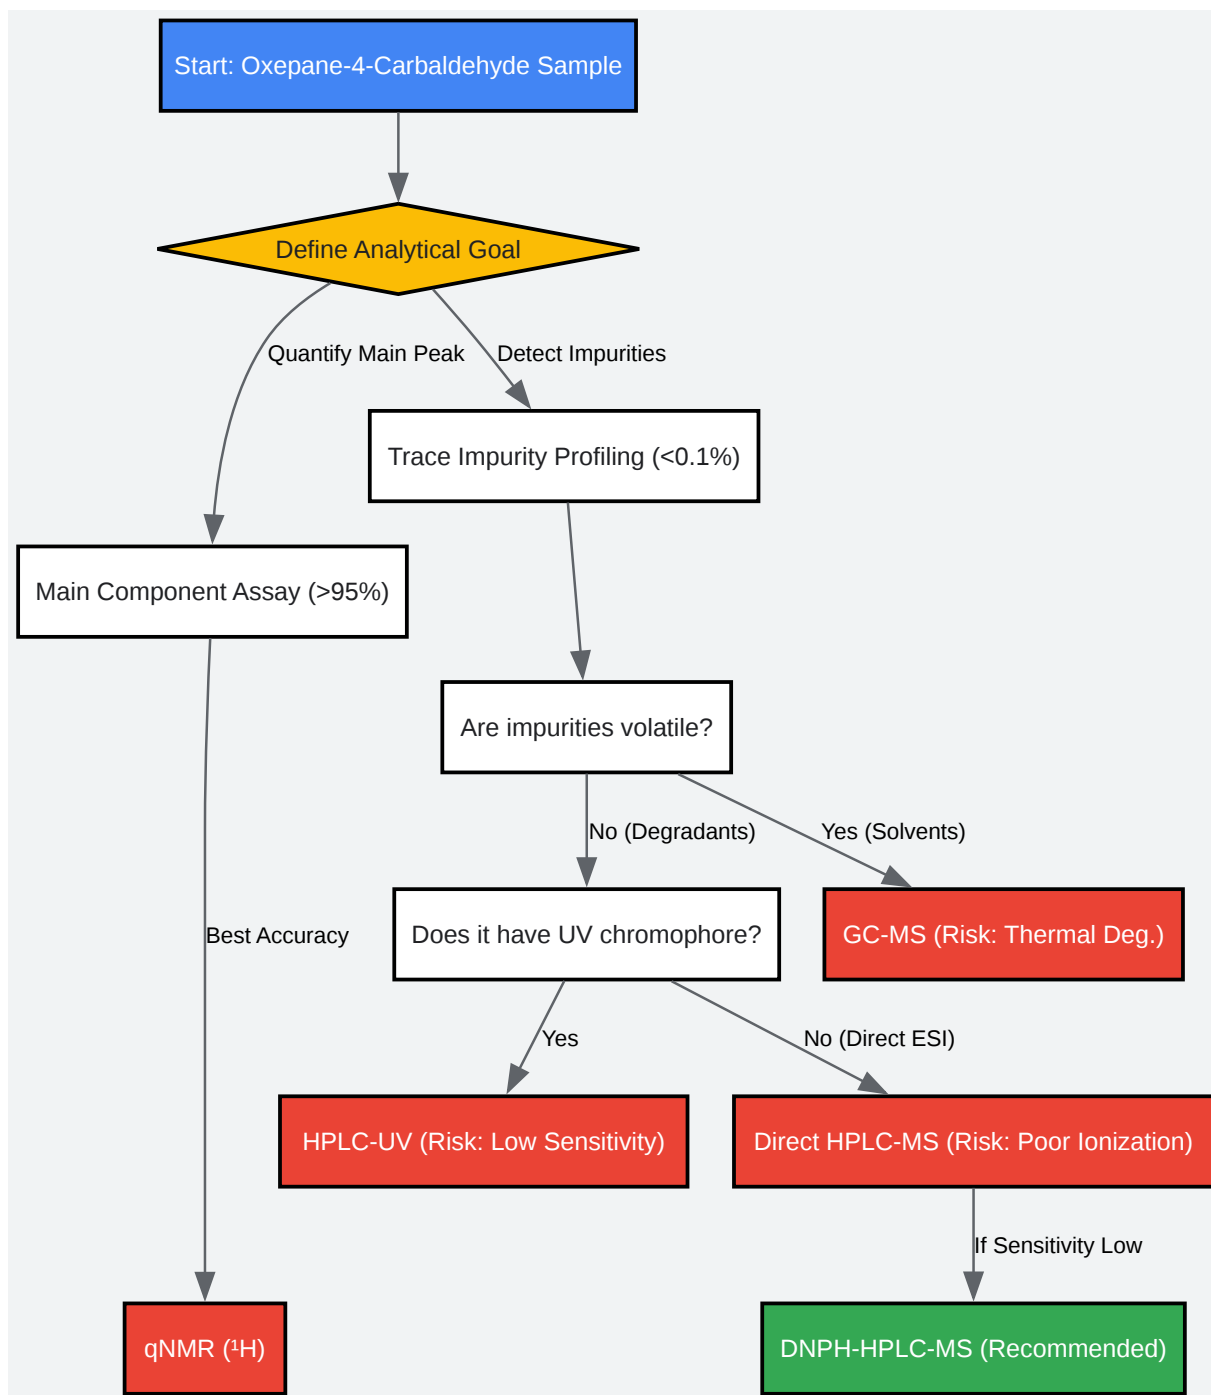 Start: Oxepane-4-Carbaldehyde Sample
Define Analytical Goal
Quantify Main Peak
Detect Impurities
Trace Impurity Profiling (<0.1%)
Main Component Assay (>95%)
Are impurities volatile?
No (Degradants)
Yes (Solvents)
Best Accuracy
Does it have UV chromophore?
GC-MS (Risk: Thermal Deg.)
Yes
No (Direct ESI)
HPLC-UV (Risk: Low Sensitivity)
Direct HPLC-MS (Risk: Poor Ionization)
If Sensitivity Low
qNMR (¹H)
DNPH-HPLC-MS (Recommended)